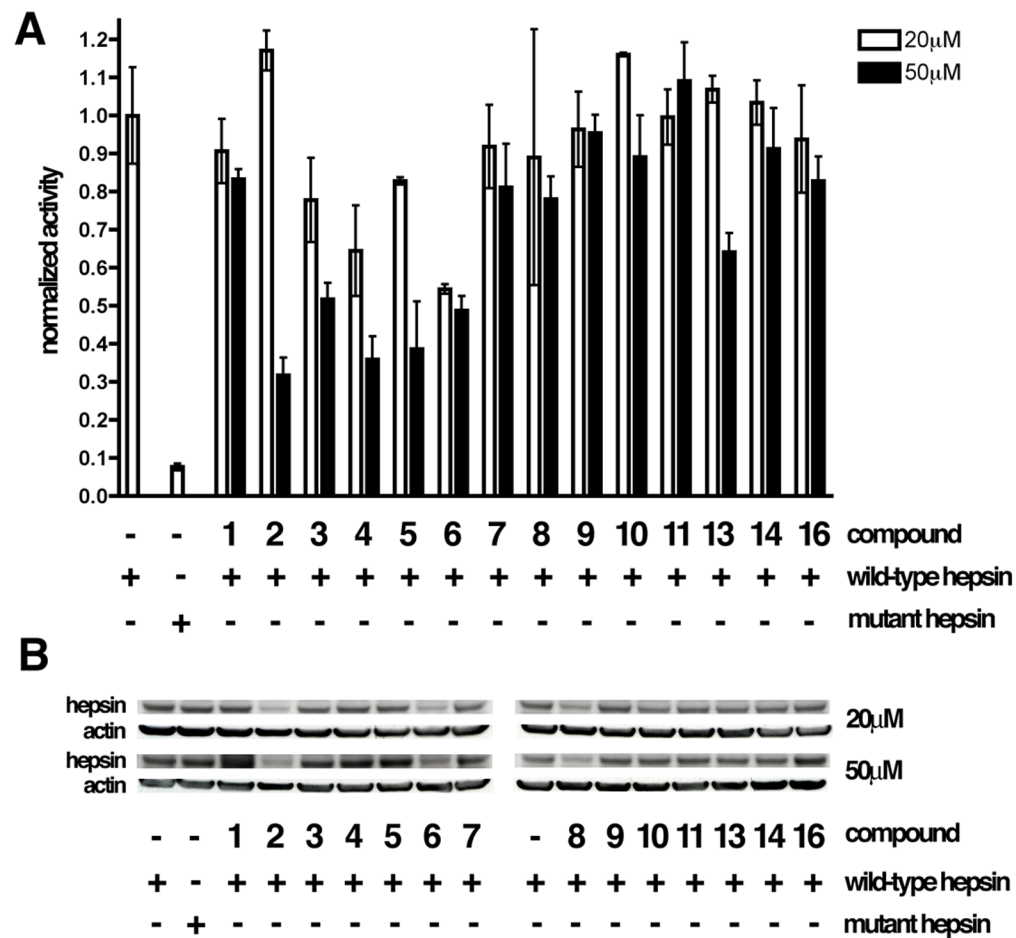 A
20µM
50µM
normalized activity
1.2
1.1
1.0
0.9
0.8
0.7
0.6
0.5
0.4
0.3
0.2
0.1
0.0
- - 1 2 3 4 5 6 7 8 9 10 11 13 14 16 compound
+ - + + + + + + + + + + + + + + wild-type hepsin
- + - - - - - - - - - - - - - - mutant hepsin
B
hepsin
actin
20µM
hepsin
actin
50µM
- - 1 2 3 4 5 6 7 - 8 9 10 11 13 14 16 compound
+ - + + + + + + + + + + + + + + + wild-type hepsin
- + - - - - - - - - - - - - - - - mutant hepsin